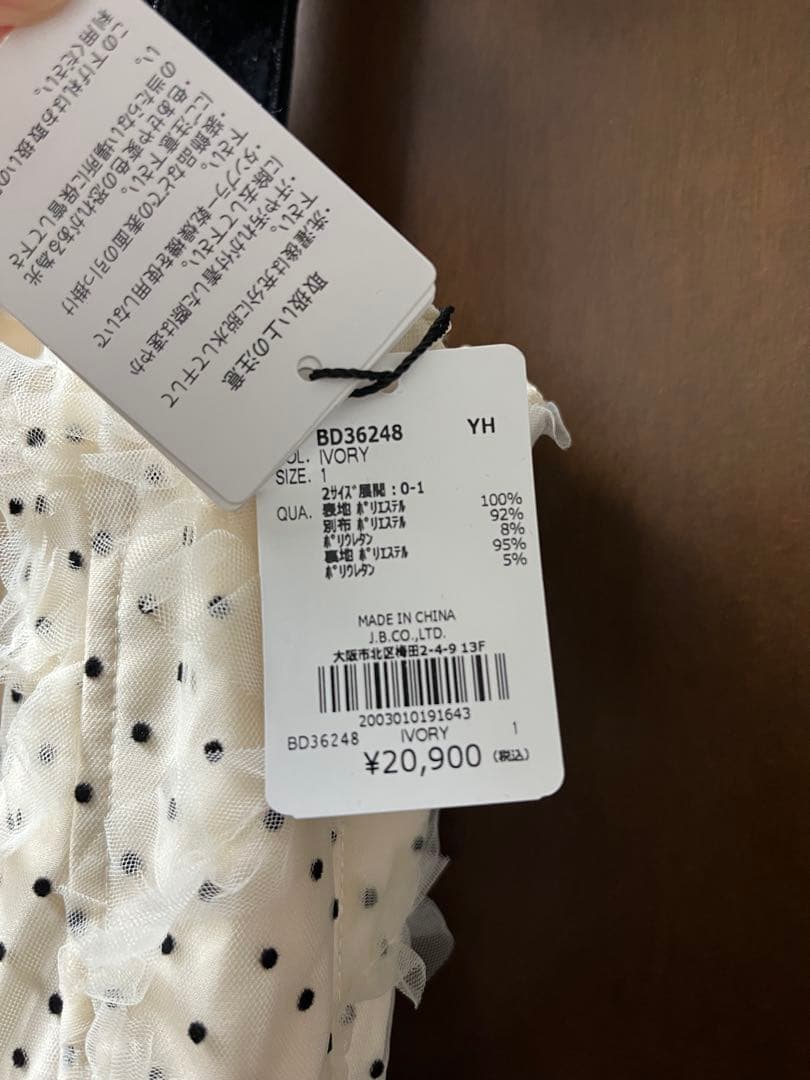 取扱い上の注意
・洗濯後は充分に脱水して干して
下さい。
・汗や汚れが付着した際は速やか
に除去して下さい。
・タンブラー乾燥機を使用しないで
下さい。
・装飾品などでの表面の引っ掛け
にご注意下さい。
・色あせや変色の恐れがある為光
の当たらない場所に保管して下さ
い。
この下げ札はお取扱いの
利用ください。
BD36248 YH
OL. IVORY
SIZE. 1
2ｻｲｽﾞ展開:0-1
QUA. 表地 ﾎﾟﾘｴｽﾃﾙ 100%
別布 ﾎﾟﾘｴｽﾃﾙ 92%
ﾎﾟﾘｳﾚﾀﾝ 8%
裏地 ﾎﾟﾘｴｽﾃﾙ 95%
ﾎﾟﾘｳﾚﾀﾝ 5%
MADE IN CHINA
J.B.CO.,LTD.
大阪市北区梅田2-4-9 13F
2003010191643
BD36248 IVORY 1
¥20,900 (税込)